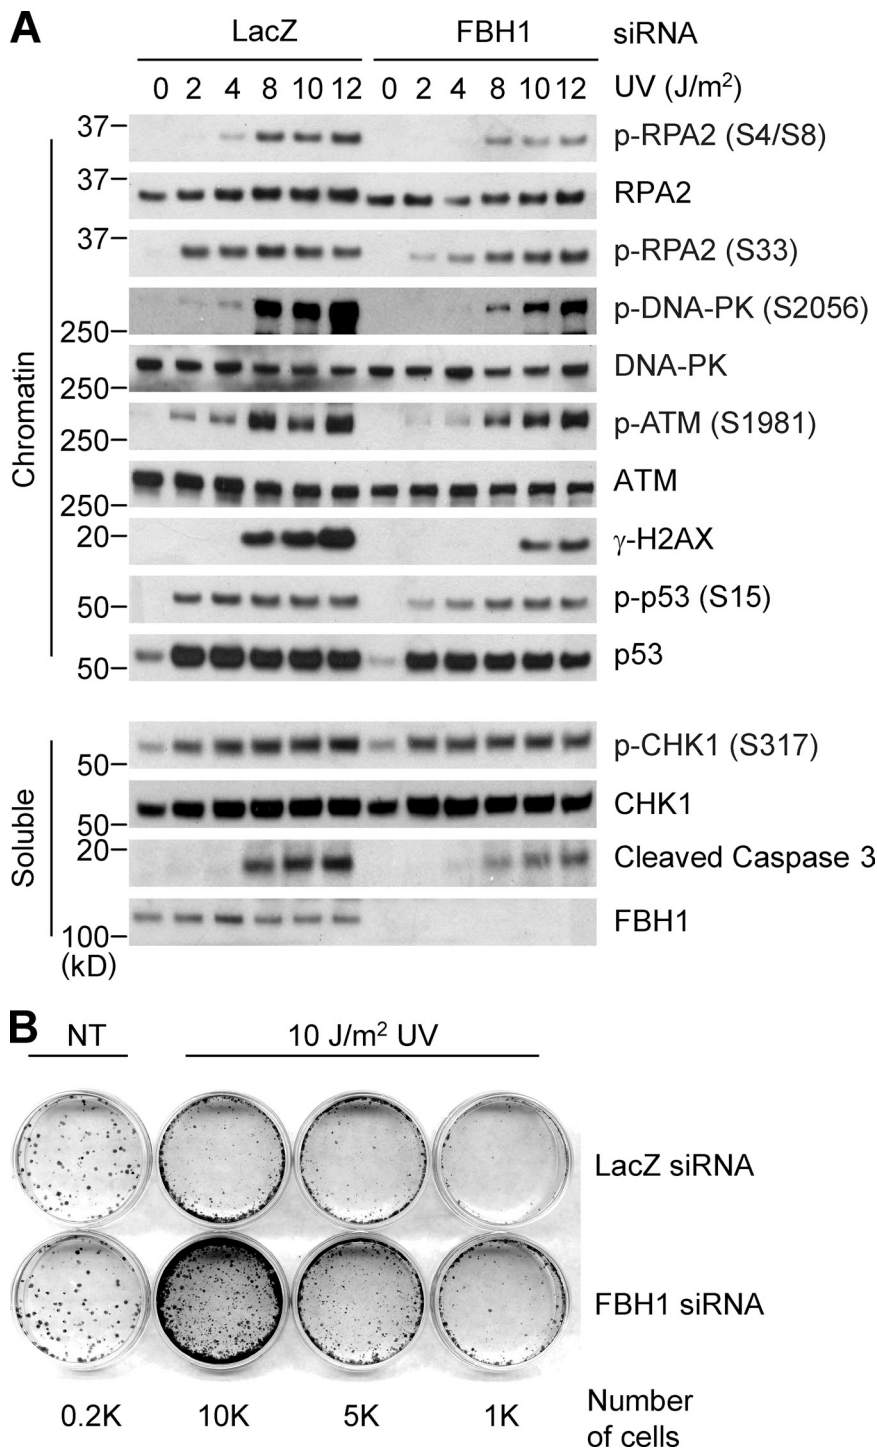 A
LacZ FBH1 siRNA
0 2 4 8 10 12 0 2 4 8 10 12 UV (J/m²)
37 p-RPA2 (S4/S8)
37 RPA2
37 p-RPA2 (S33)
250 p-DNA-PK (S2056)
250 DNA-PK
250 p-ATM (S1981)
250 ATM
20 γ-H2AX
50 p-p53 (S15)
50 p53
Chromatin
50 p-CHK1 (S317)
50 CHK1
20 Cleaved Caspase 3
100 FBH1
(kD)
Soluble
B
NT 10 J/m² UV
LacZ siRNA
FBH1 siRNA
0.2K 10K 5K 1K Number
of cells